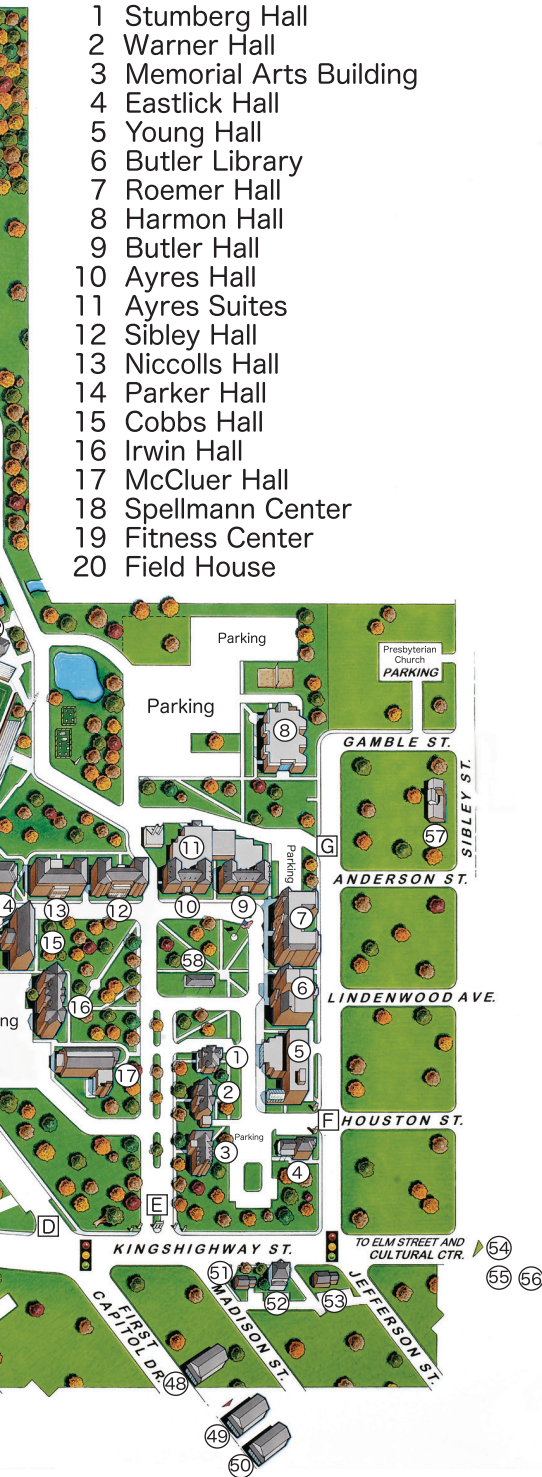 1 Stumberg Hall
2 Warner Hall
3 Memorial Arts Building
4 Eastlick Hall
5 Young Hall
6 Butler Library
7 Roemer Hall
8 Harmon Hall
9 Butler Hall
10 Ayres Hall
11 Ayres Suites
12 Sibley Hall
13 Niccolls Hall
14 Parker Hall
15 Cobbs Hall
16 Irwin Hall
17 McCluer Hall
18 Spellmann Center
19 Fitness Center
20 Field House
Parking
Presbyterian
Church
PARKING
Parking
8
GAMBLE ST.
SIBLEY ST.
57
G
11
Parking
ANDERSON ST.
4
13
12
10
9
7
15
58
6
16
LINDENWOOD AVE.
ng
1
5
17
2
F
HOUSTON ST.
3
Parking
4
D
E
KINGSHIGHWAY ST.
TO ELM STREET AND
CULTURAL CTR.
54
55
56
51
52
53
FIRST
CAPITOL DR.
MADISON ST.
JEFFERSON ST.
48
49
50